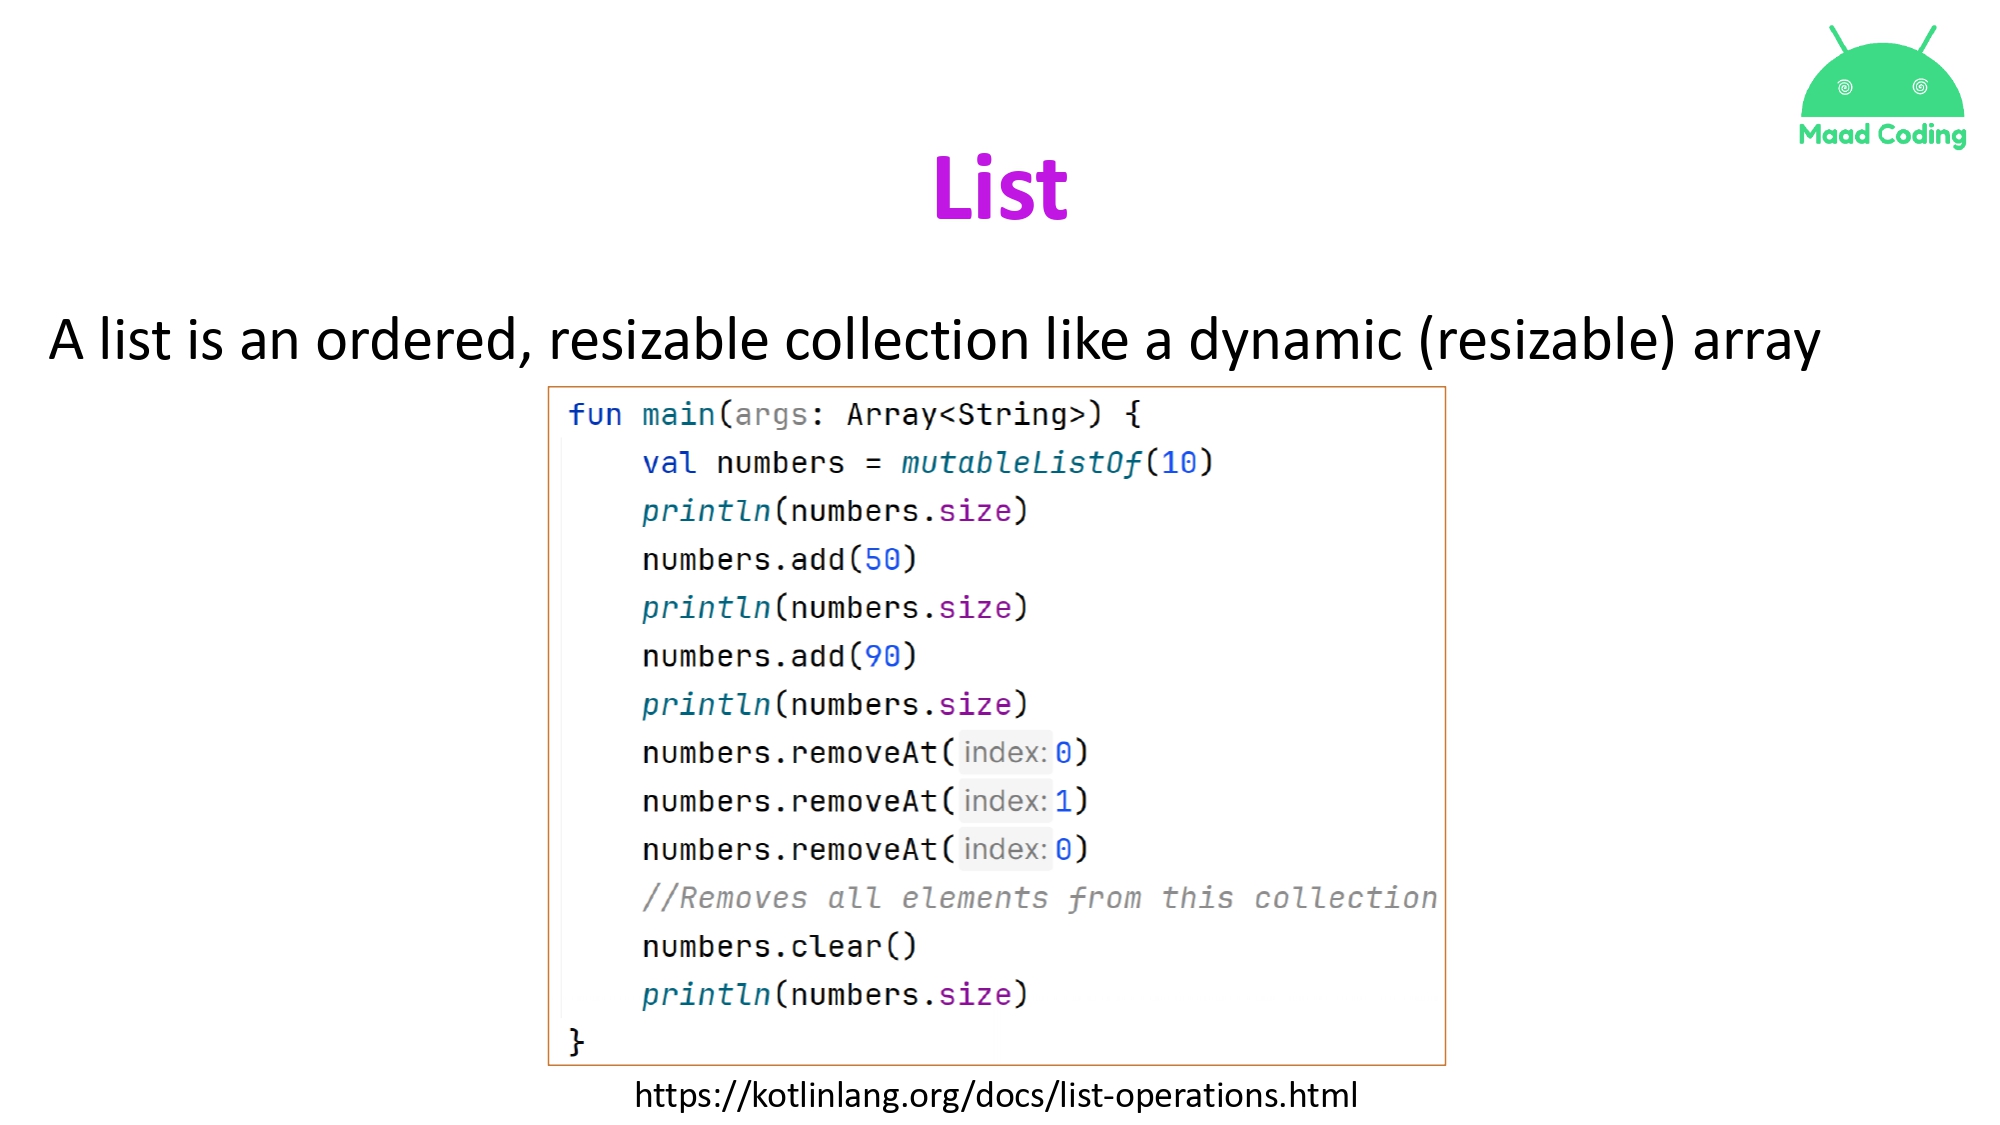 Maad Coding
List
A list is an ordered, resizable collection like a dynamic (resizable) array
fun main(args: Array<String>) {
    val numbers = mutableListOf(10)
    println(numbers.size)
    numbers.add(50)
    println(numbers.size)
    numbers.add(90)
    println(numbers.size)
    numbers.removeAt( index: 0)
    numbers.removeAt( index: 1)
    numbers.removeAt( index: 0)
    //Removes all elements from this collection
    numbers.clear()
    println(numbers.size)
}
https://kotlinlang.org/docs/list-operations.html